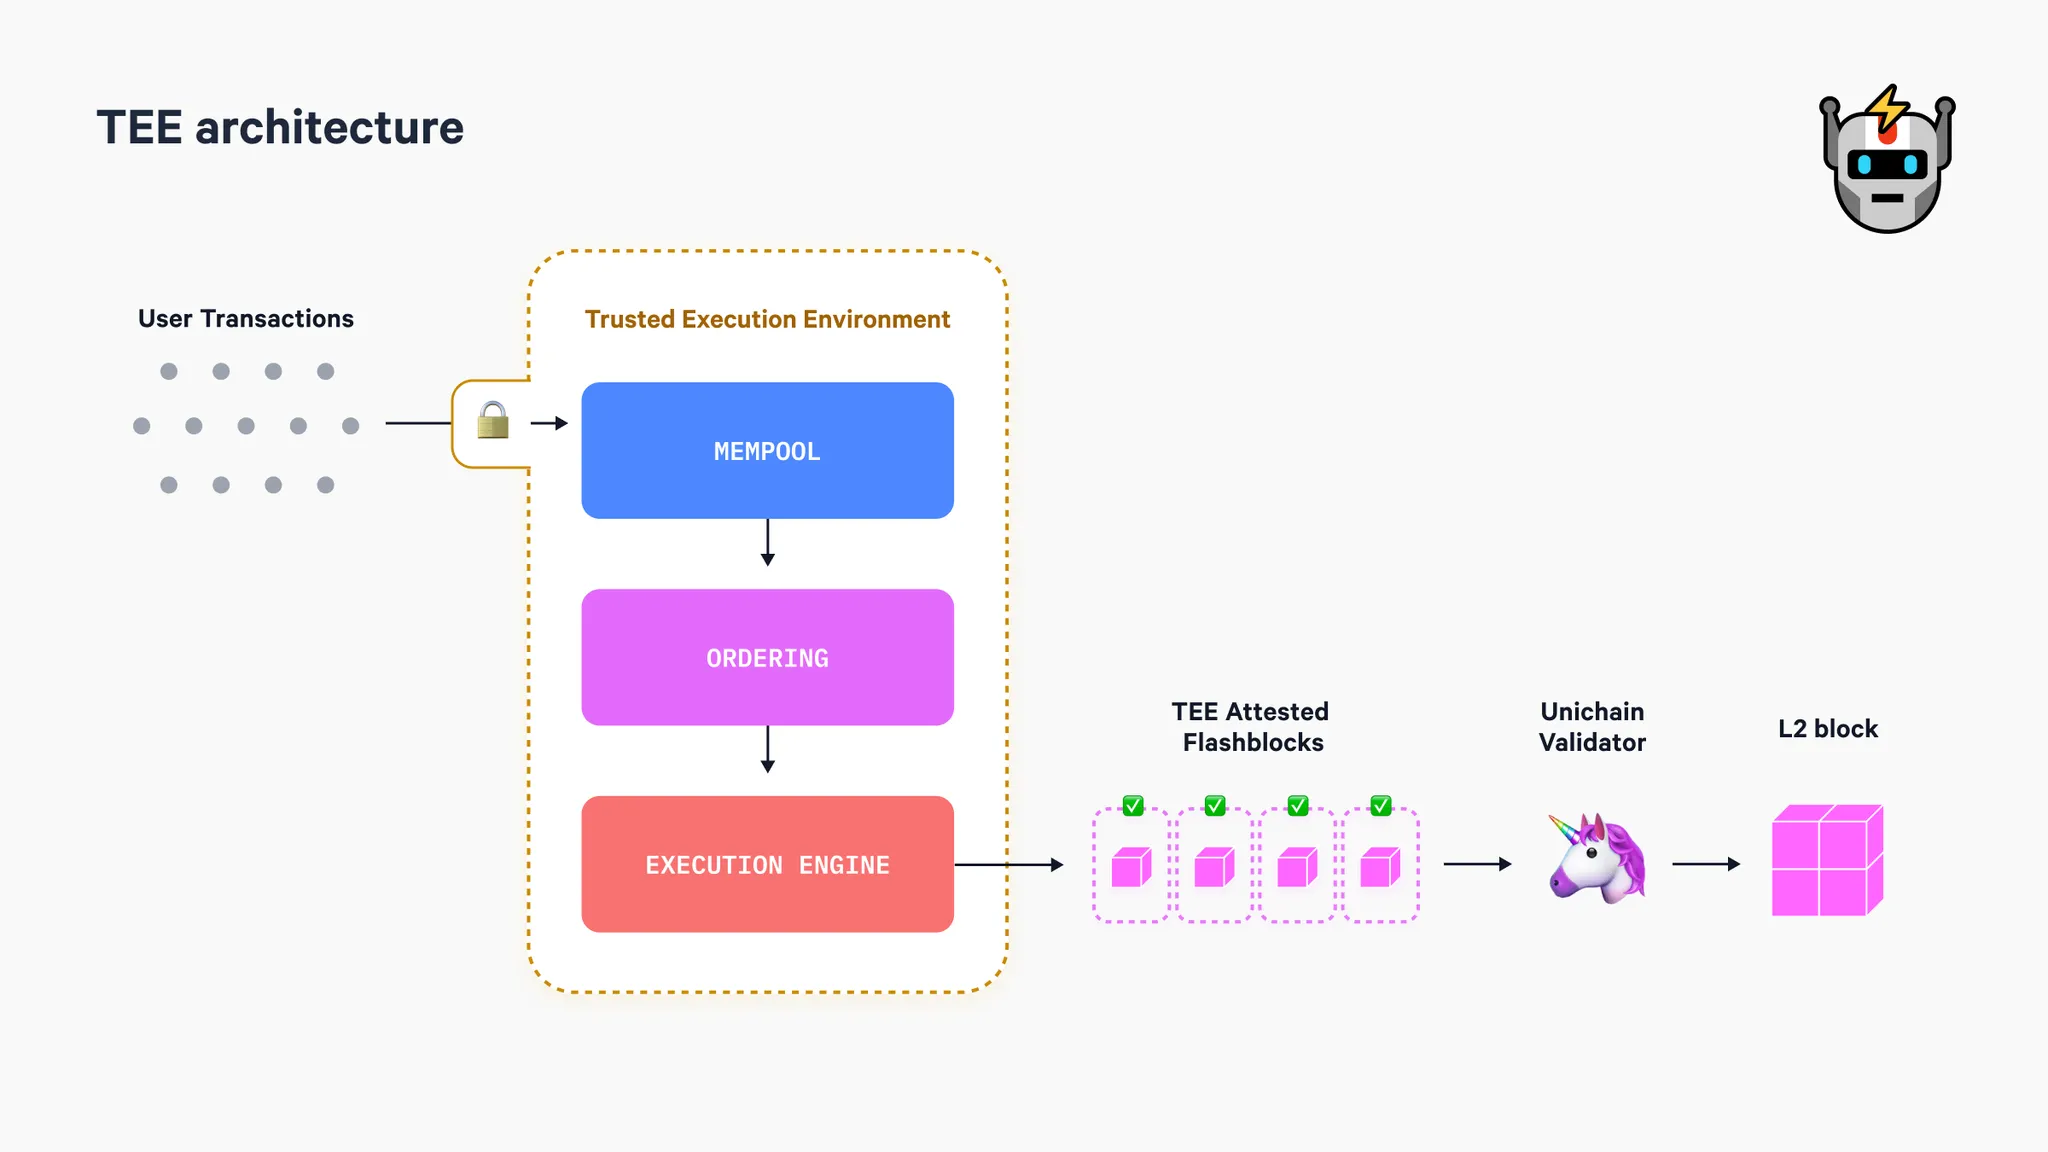 TEE architecture
User Transactions
Trusted Execution Environment
MEMPOOL
ORDERING
EXECUTION ENGINE
TEE Attested
Flashblocks
Unichain
Validator
L2 block